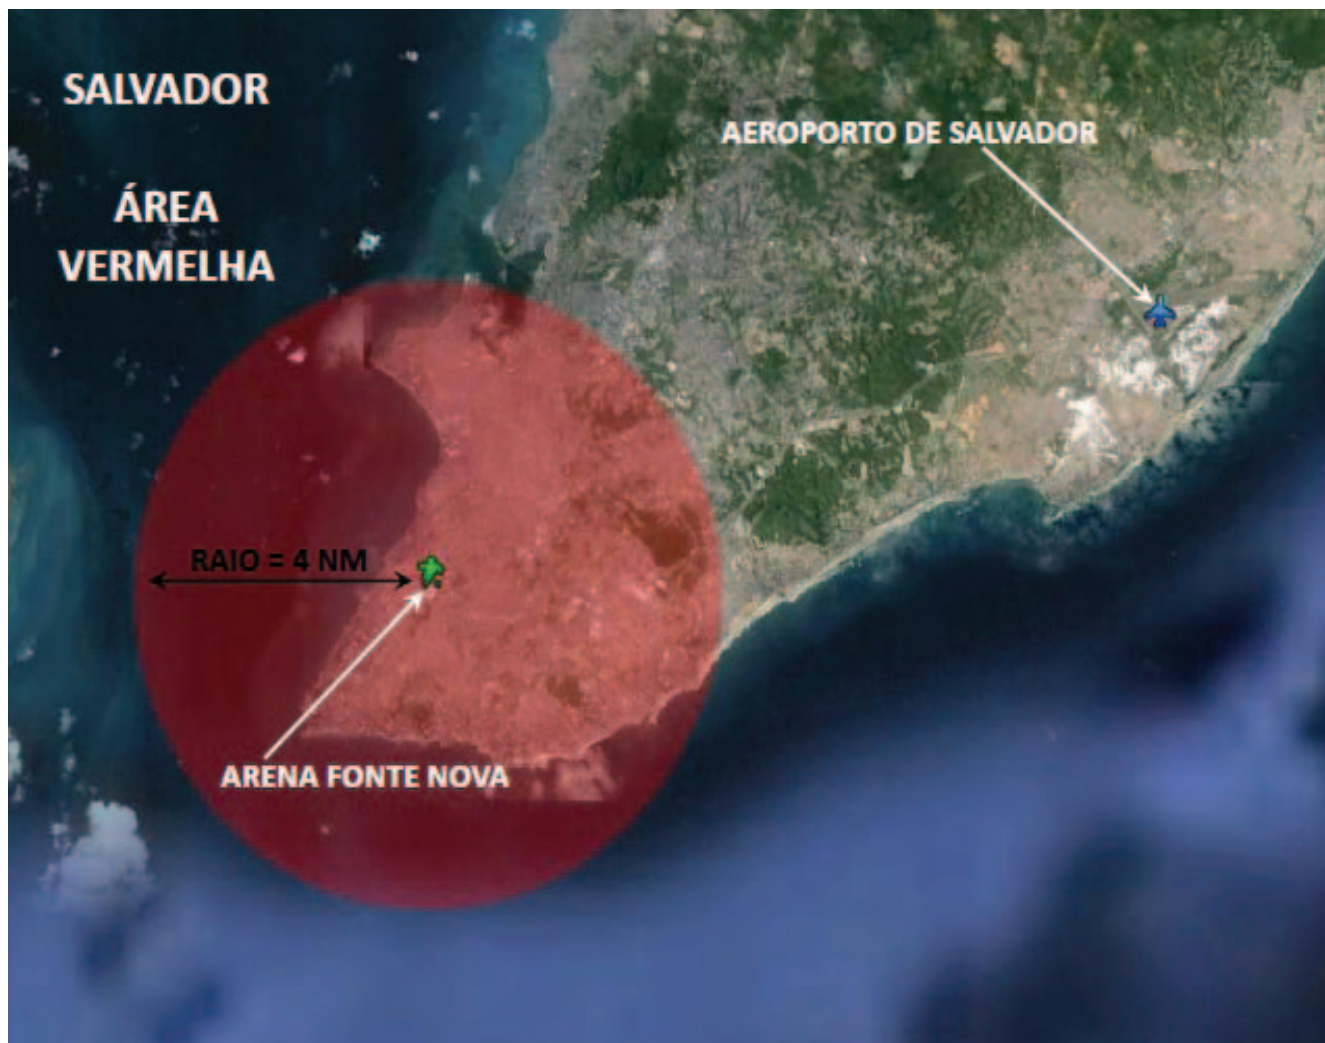 SALVADOR
ÁREA
VERMELHA
AEROPORTO DE SALVADOR
RAIO = 4 NM
ARENA FONTE NOVA